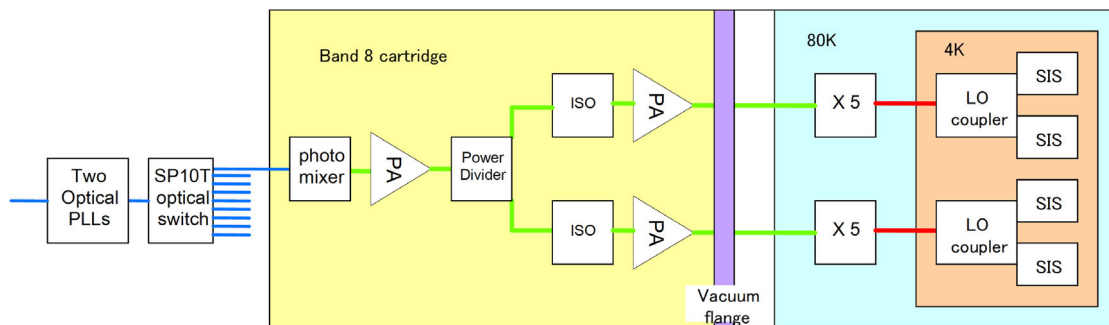 Band 8 cartridge
80K
4K
Two
Optical
PLLs
SP10T
optical
switch
photo
mixer
PA
Power
Divider
ISO
PA
ISO
PA
Vacuum
flange
X 5
X 5
LO
coupler
SIS
SIS
LO
coupler
SIS
SIS